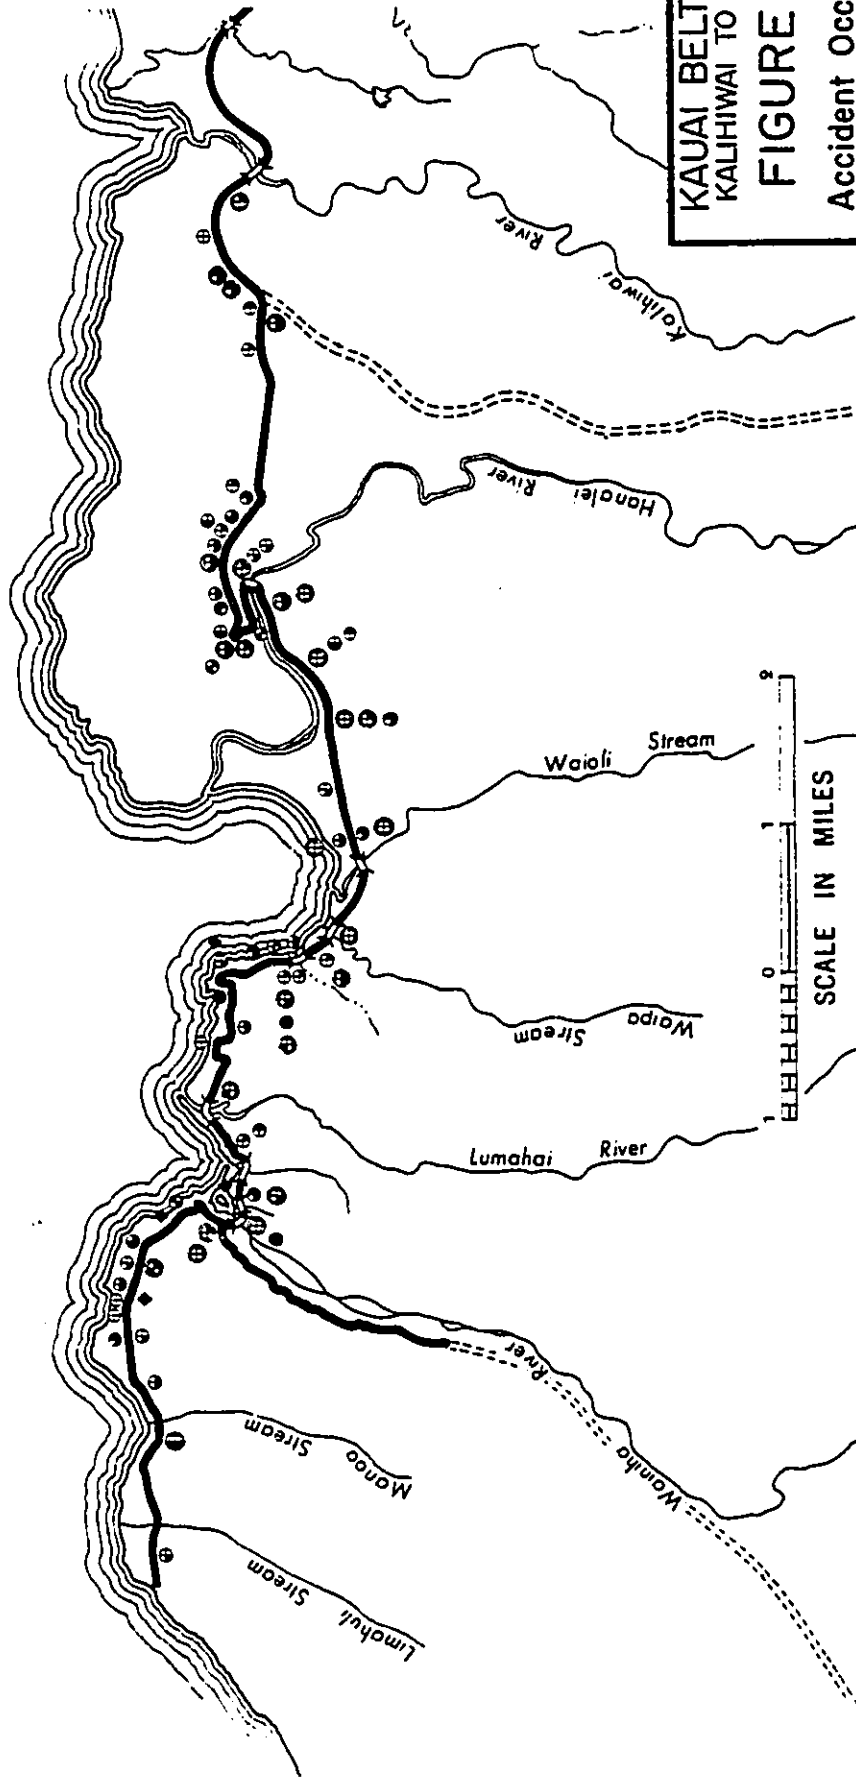 KAUAI BELT
KALIHIWAI TO
FIGURE
Accident Occ
Kalihiwai River
Hanalei River
Waioli Stream
Waipa Stream
Lumahai River
Wainiha River
Manoa Stream
Limahuli Stream
1 0 1 2
SCALE IN MILES